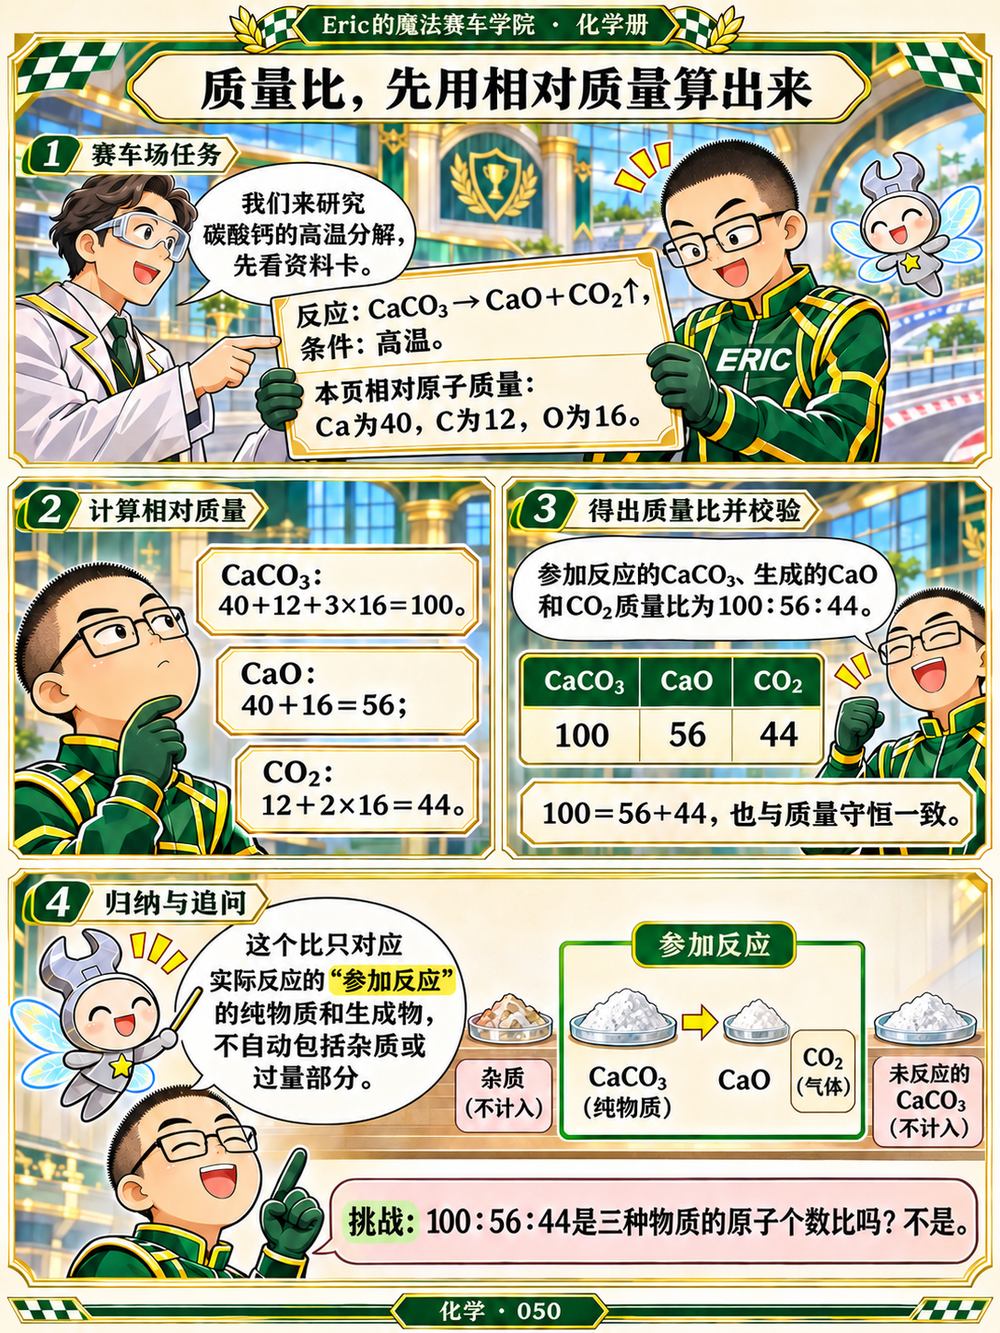 Eric的魔法赛车学院 · 化学册
质量比，先用相对质量算出来
1 赛车场任务
我们来研究
碳酸钙的高温分解，
先看资料卡。
反应：CaCO₃→CaO+CO₂↑，
条件：高温。
本页相对原子质量：
Ca为40，C为12，O为16。
ERIC
2 计算相对质量
CaCO₃：
40+12+3×16=100。
CaO：
40+16=56；
CO₂：
12+2×16=44。
3 得出质量比并校验
参加反应的CaCO₃、生成的CaO
和CO₂质量比为100：56：44。
CaCO₃ CaO CO₂
100 56 44
100=56+44，也与质量守恒一致。
4 归纳与追问
这个比只对应
实际反应的“参加反应”
的纯物质和生成物，
不自动包括杂质或
过量部分。
参加反应
杂质
（不计入）
CaCO₃
（纯物质）
CaO
CO₂
（气体）
未反应的
CaCO₃
（不计入）
挑战：100：56：44是三种物质的原子个数比吗？不是。
化学 · 050